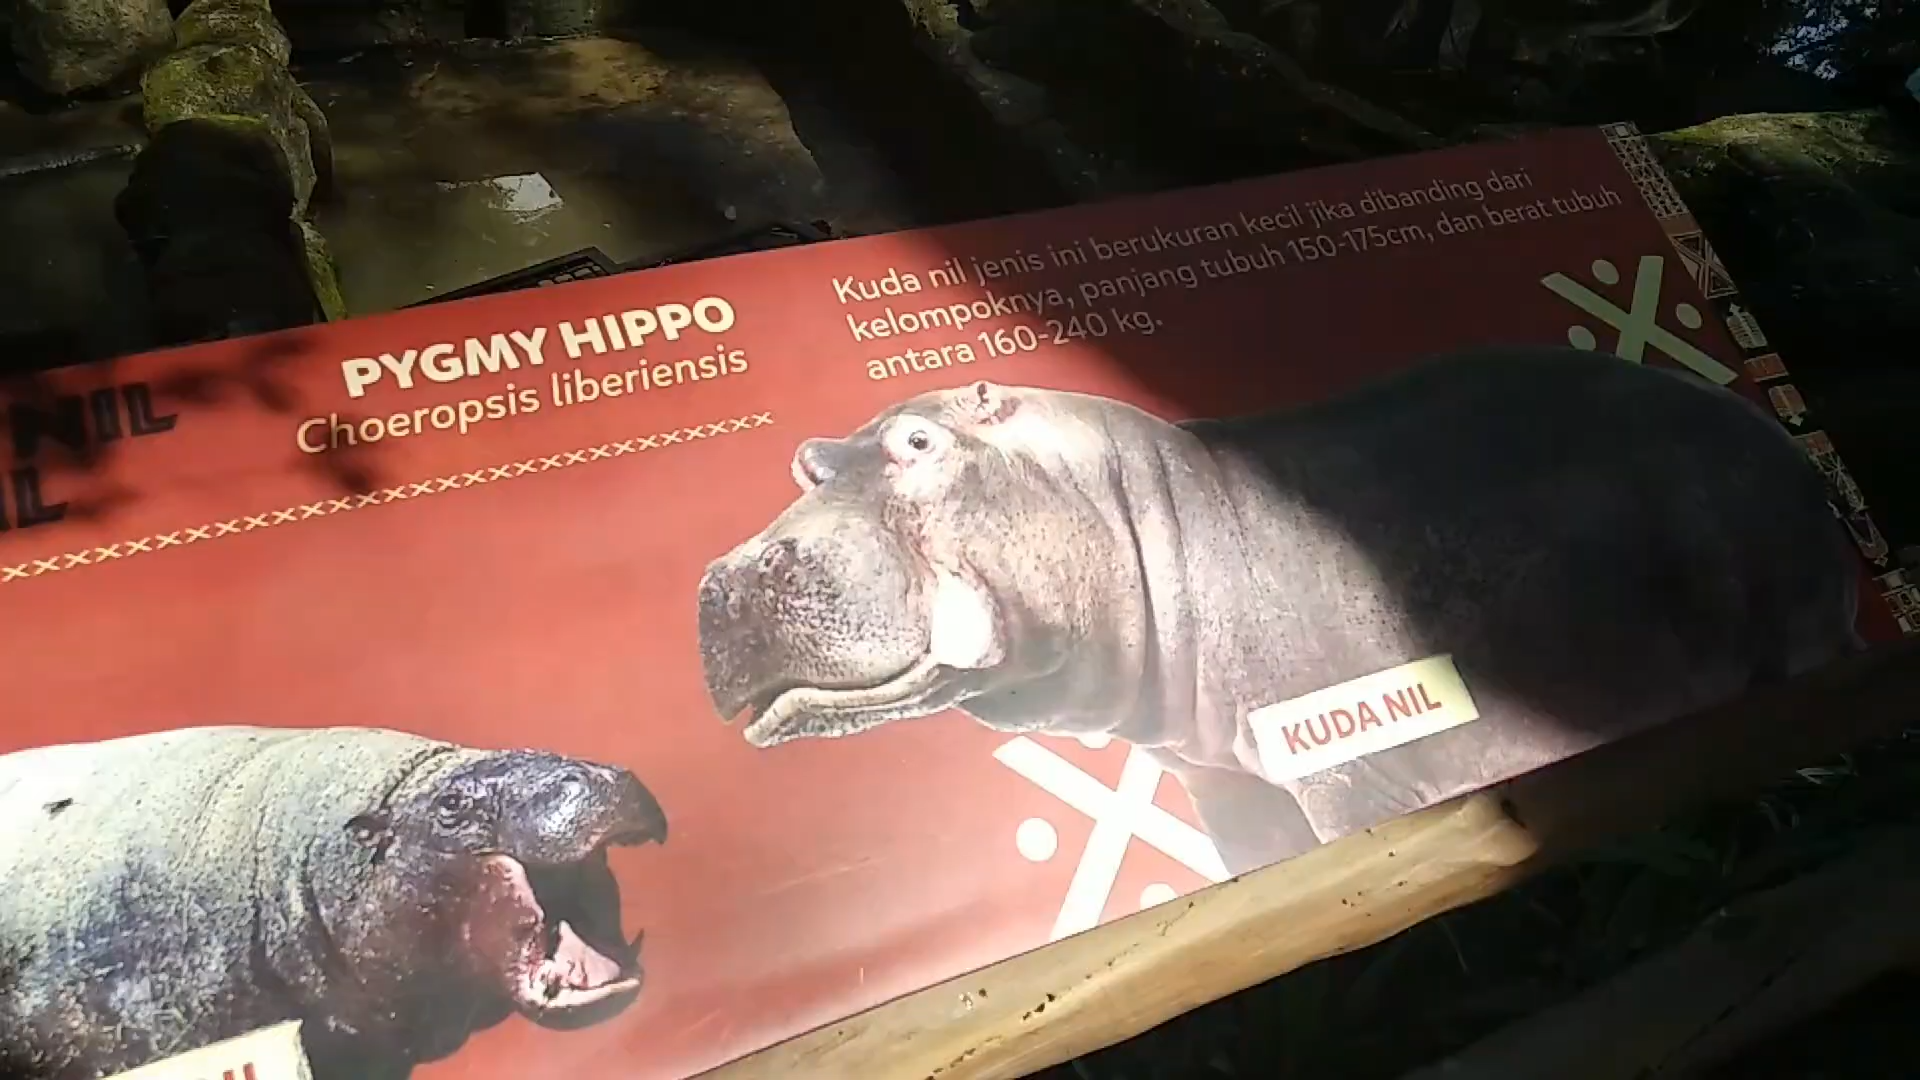 NIL
PYGMY HIPPO
Choeropsis liberiensis
Kuda nil jenis ini berukuran kecil jika dibanding dari
kelompoknya, panjang tubuh 150-175cm, dan berat tubuh
antara 160-240 kg.
KUDA NIL